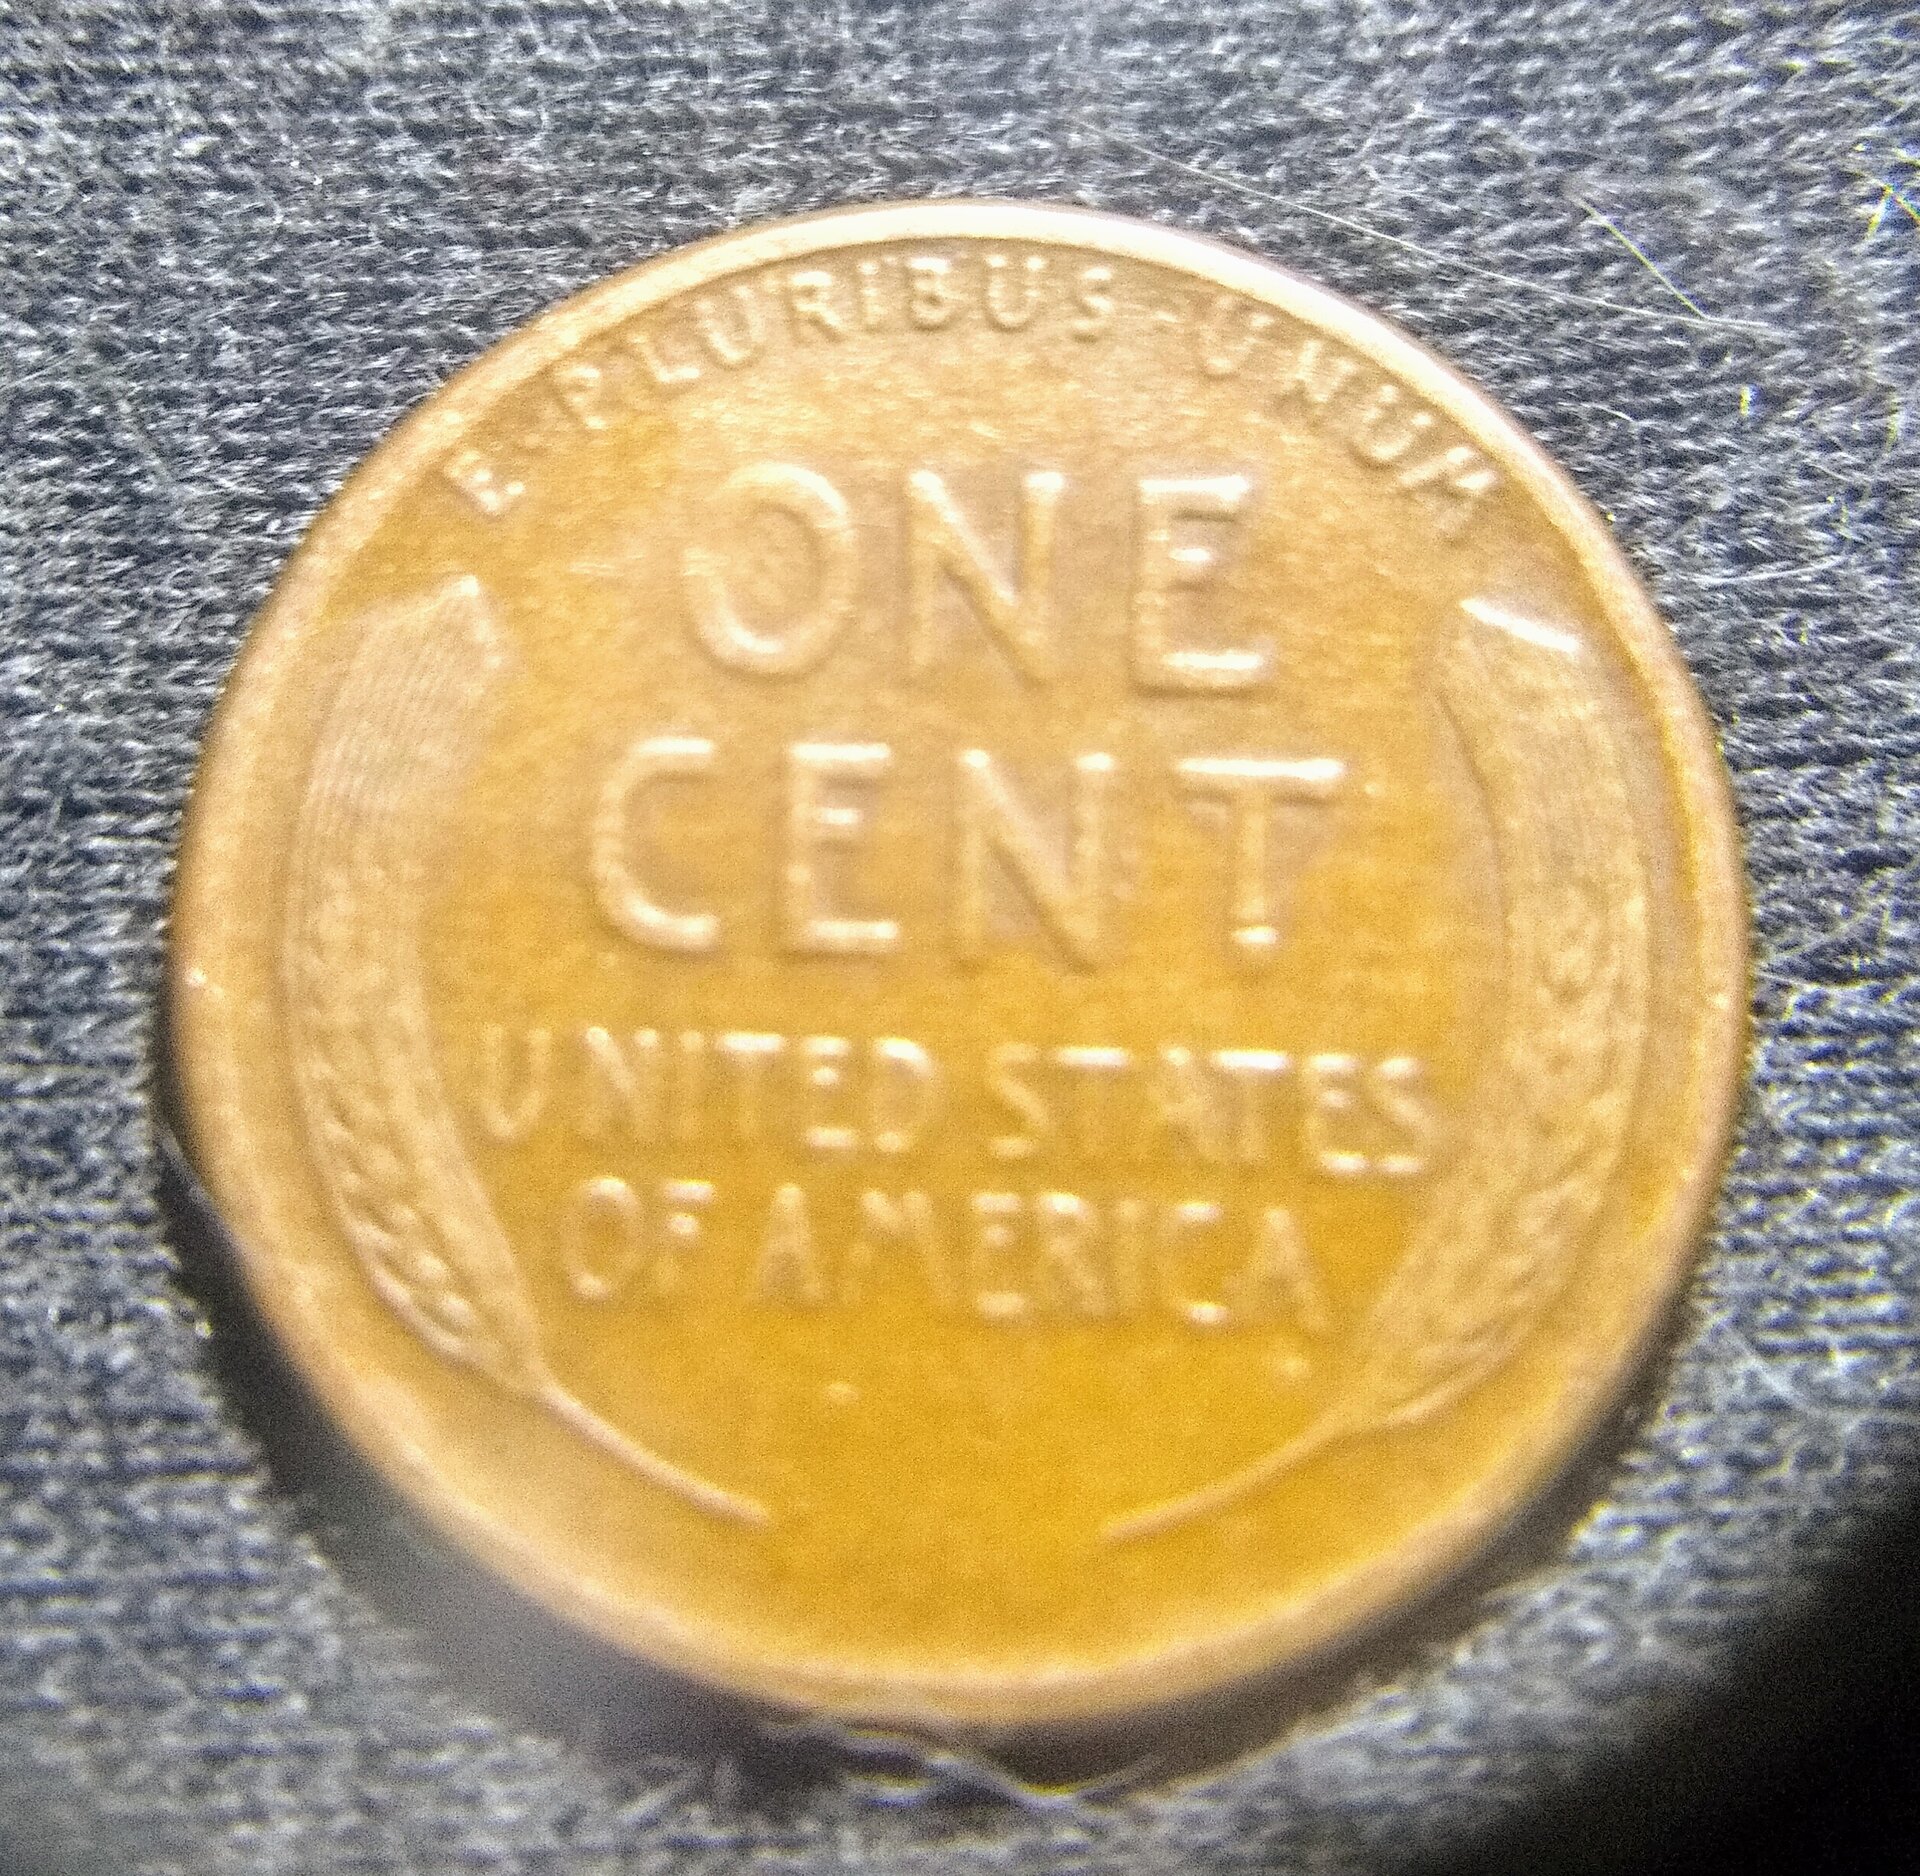 E·PLURIBUS·UNUM
ONE
CENT
UNITED STATES
OF AMERICA